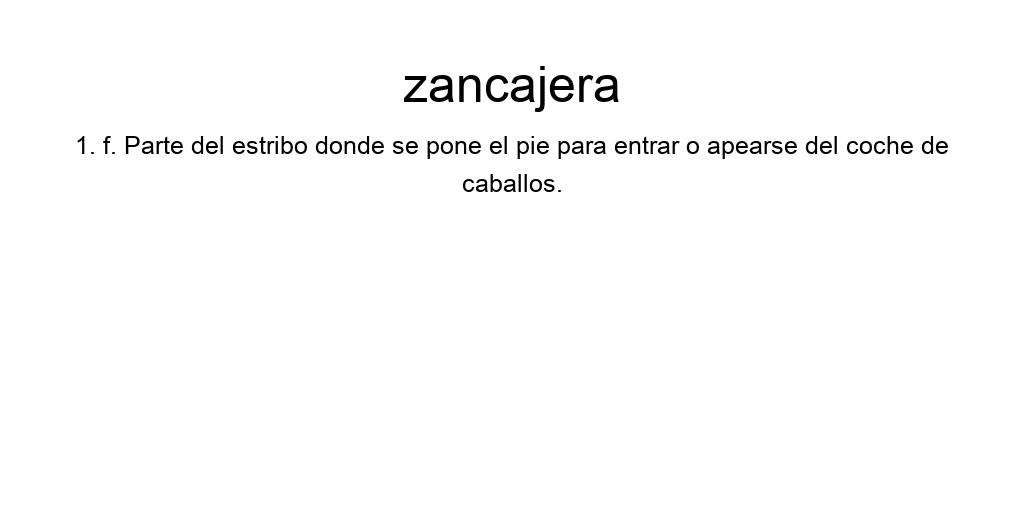 zancajera
1. f. Parte del estribo donde se pone el pie para entrar o apearse del coche de
caballos.